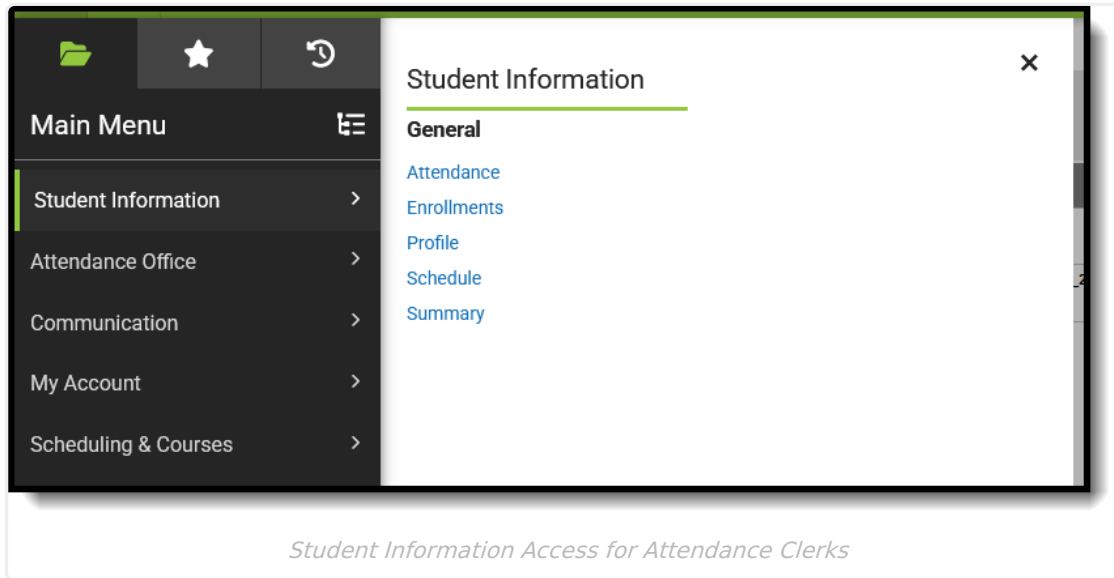 Main Menu
Student Information
Attendance Office
Communication
My Account
Scheduling & Courses
Student Information
General
Attendance
Enrollments
Profile
Schedule
Summary
Student Information Access for Attendance Clerks